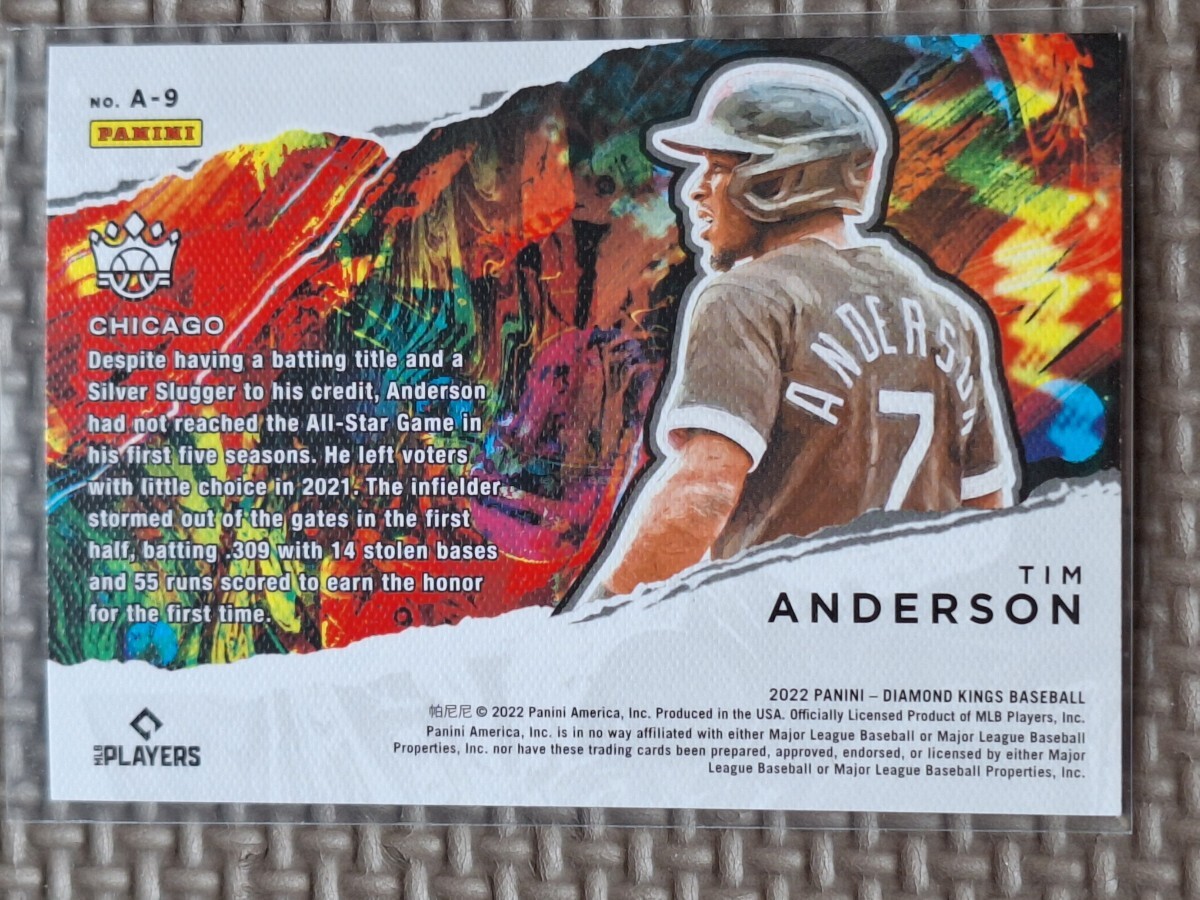 NO. A-9
PANINI
CHICAGO
Despite having a batting title and a
Silver Slugger to his credit, Anderson
had not reached the All-Star Game in
his first five seasons. He left voters
with little choice in 2021. The infielder
stormed out of the gates in the first
half, batting .309 with 14 stolen bases
and 55 runs scored to earn the honor
for the first time.
ANDERSON
7
TIM
ANDERSON
2022 PANINI – DIAMOND KINGS BASEBALL
帕尼尼 © 2022 Panini America, Inc. Produced in the USA. Officially Licensed Product of MLB Players, Inc.
Panini America, Inc. is in no way affiliated with either Major League Baseball or Major League Baseball
Properties, Inc. nor have these trading cards been prepared, approved, endorsed, or licensed by either Major
League Baseball or Major League Baseball Properties, Inc.
MLB PLAYERS